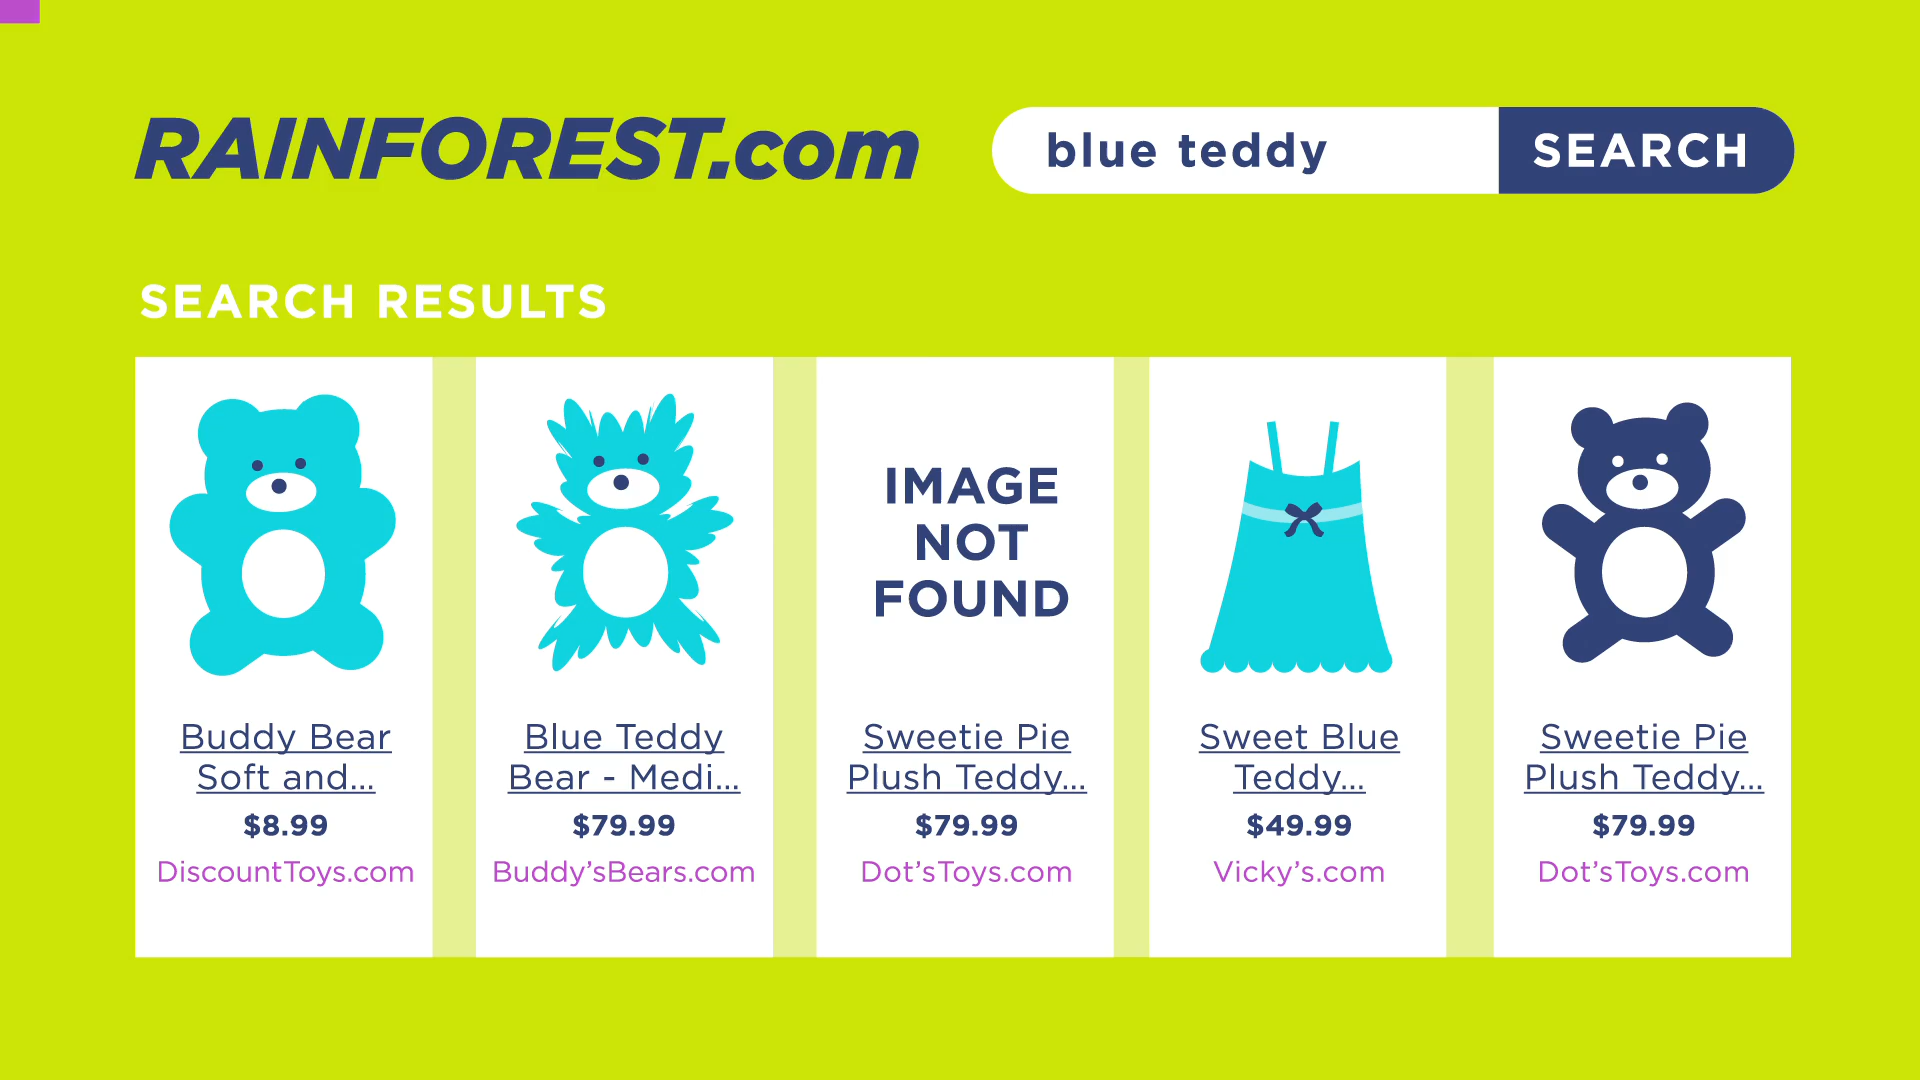 RAINFOREST.com
blue teddy
SEARCH
SEARCH RESULTS
Buddy Bear
Soft and...
$8.99
DiscountToys.com
Blue Teddy
Bear - Medi...
$79.99
Buddy’sBears.com
IMAGE
NOT
FOUND
Sweetie Pie
Plush Teddy...
$79.99
Dot’sToys.com
Sweet Blue
Teddy...
$49.99
Vicky’s.com
Sweetie Pie
Plush Teddy...
$79.99
Dot’sToys.com